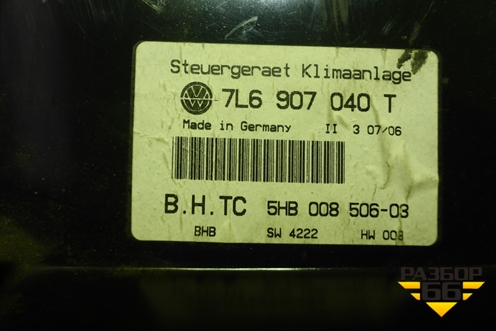 Steuergeraet Klimaanlage
7L6 907 040 T
Made in Germany II 3 07/06
B.H.TC 5HB 008 506-03
BHB SW 4222 HW 008
РАЗБОР
66